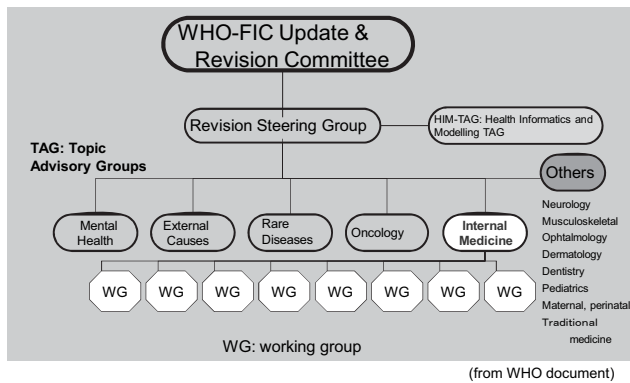 WHO-FIC Update &
Revision Committee
Revision Steering Group
HIM-TAG: Health Informatics and
Modelling TAG
TAG: Topic
Advisory Groups
Others
Mental
Health
External
Causes
Rare
Diseases
Oncology
Internal
Medicine
Neurology
Musculoskeletal
Ophtalmology
Dermatology
Dentistry
Pediatrics
Maternal, perinatal
Traditional
medicine
WG WG WG WG WG WG WG WG
WG: working group
(from WHO document)